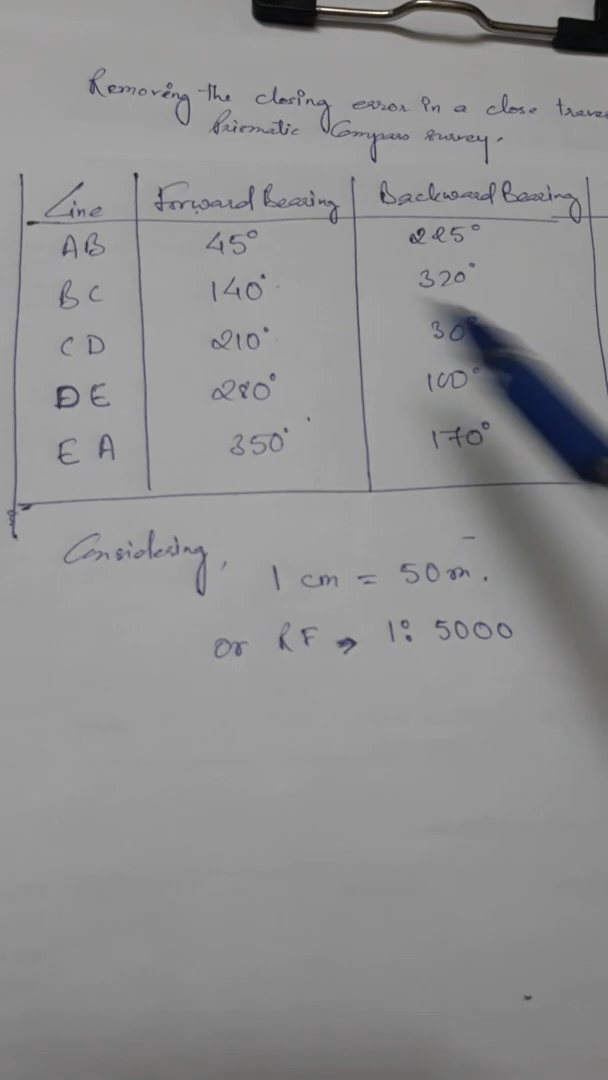 Removing the closing error in a close
Prismatic Compass survey.
Line Forward Bearing Backward Bearing
AB 45° 225°
BC 140° 320°
CD 210° 30°
DE 280° 100°
EA 350° 170°
Considering, 1 cm = 50 m.
or RF → 1: 5000